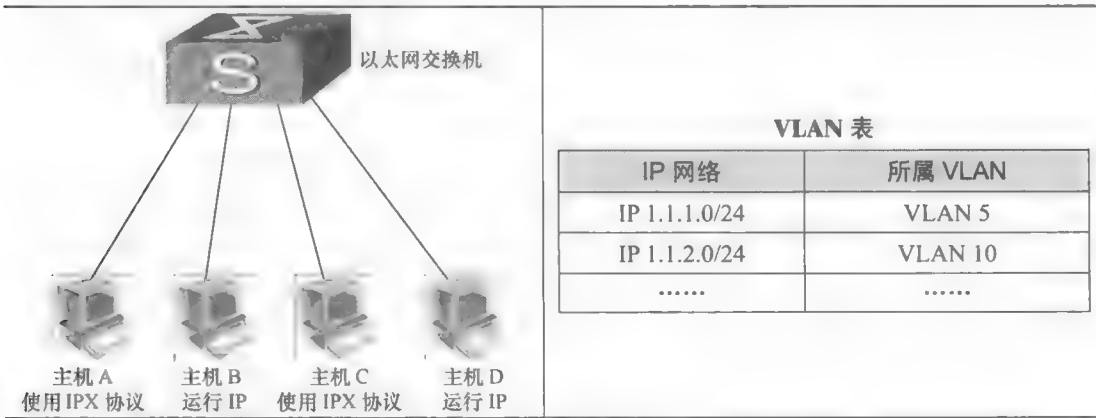 以太网交换机
S
主机 A 主机 B 主机 C 主机 D
使用 IPX 协议 运行 IP 使用 IPX 协议 运行 IP
VLAN 表
IP 网络 所属 VLAN
IP 1.1.1.0/24 VLAN 5
IP 1.1.2.0/24 VLAN 10
…… ……